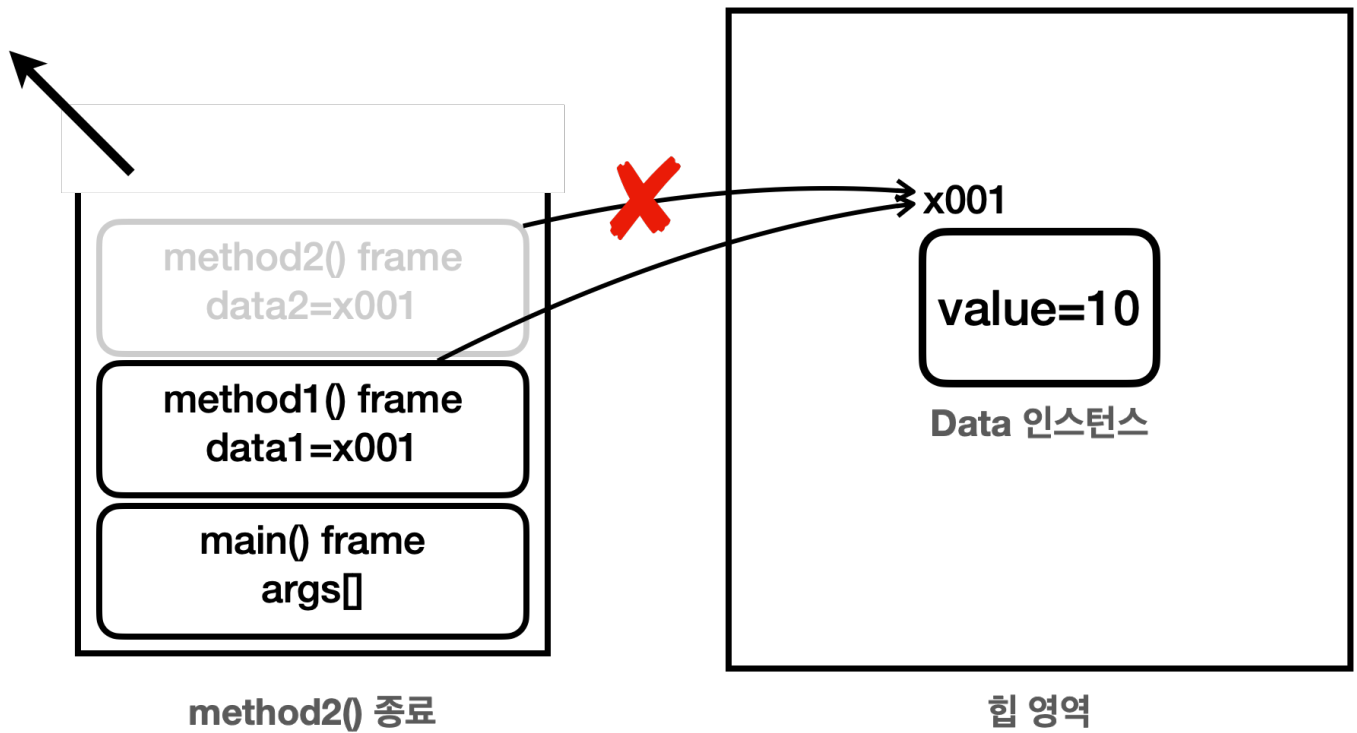 method2() frame
data2=x001
method1() frame
data1=x001
main() frame
args[]
method2() 종료
x001
value=10
Data 인스턴스
힙 영역